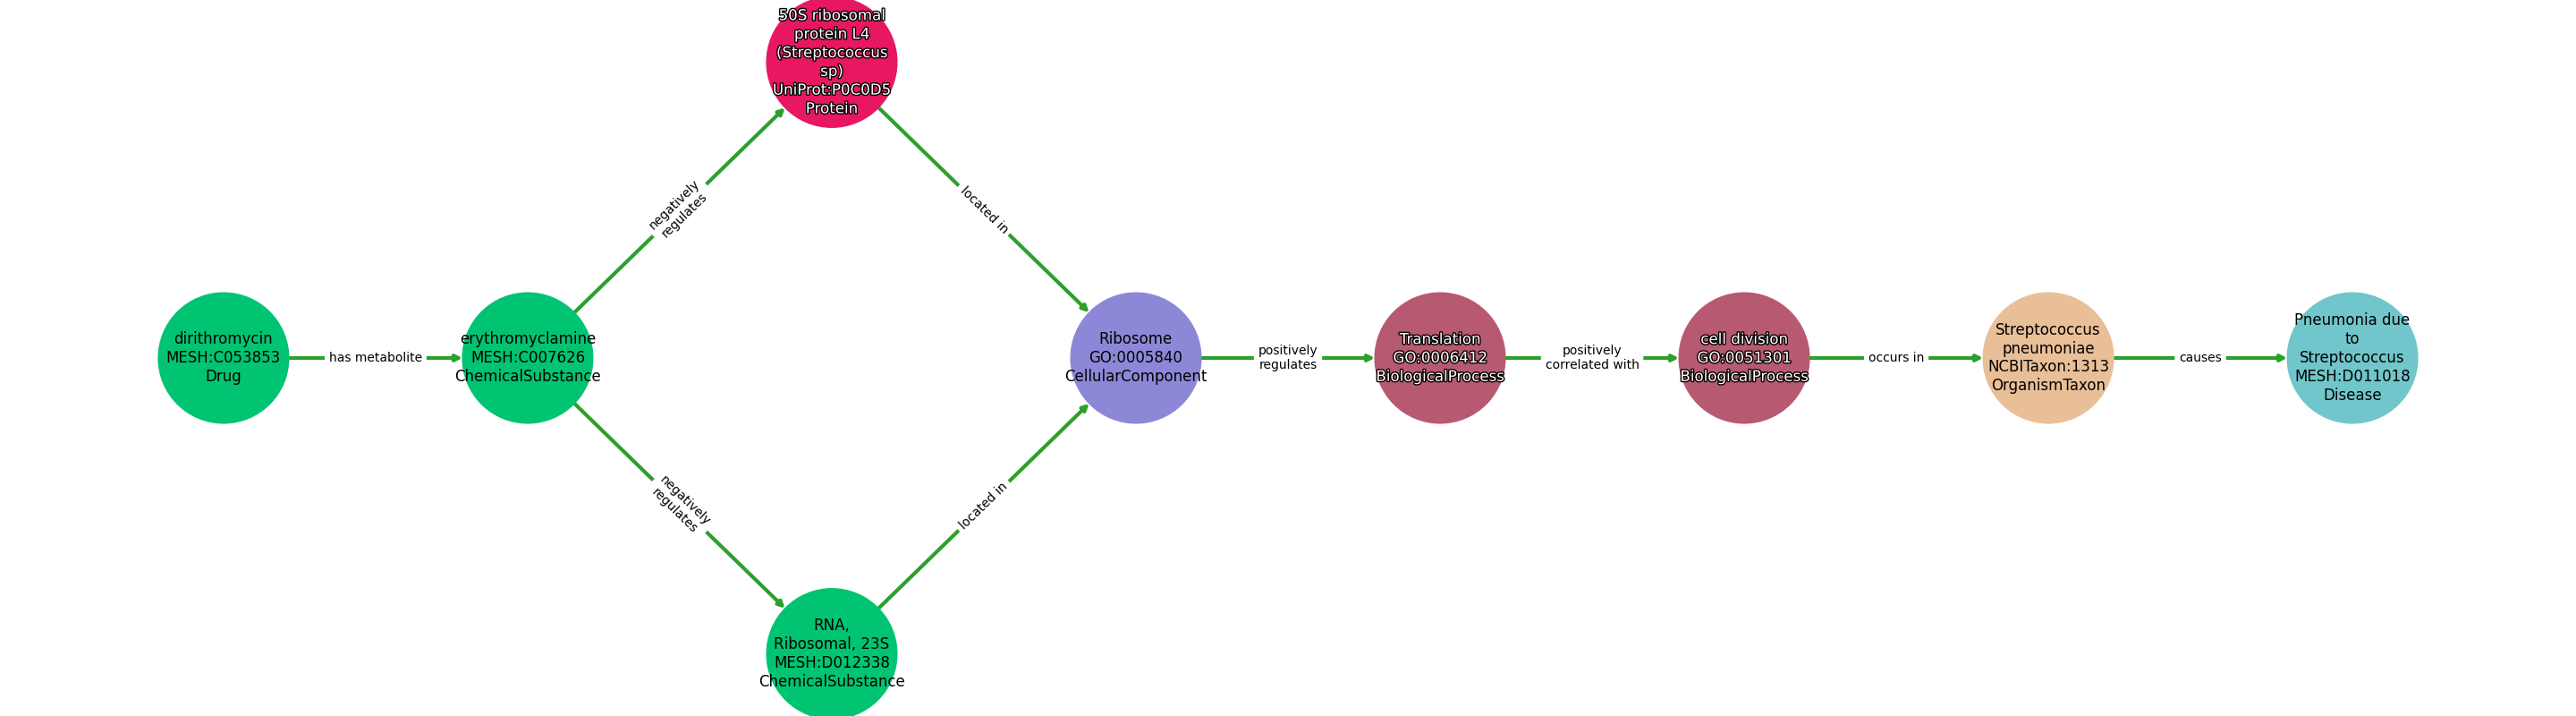 50S ribosomal
protein L4
(Streptococcus
sp)
UniProt:P0C0D5
Protein
negatively
regulates
located in
dirithromycin
MESH:C053853
Drug
has metabolite
erythromyclamine
MESH:C007626
ChemicalSubstance
Ribosome
GO:0005840
CellularComponent
positively
regulates
Translation
GO:0006412
BiologicalProcess
positively
correlated with
cell division
GO:0051301
BiologicalProcess
occurs in
Streptococcus
pneumoniae
NCBITaxon:1313
OrganismTaxon
causes
Pneumonia due
to
Streptococcus
MESH:D011018
Disease
negatively
regulates
located in
RNA,
Ribosomal, 23S
MESH:D012338
ChemicalSubstance